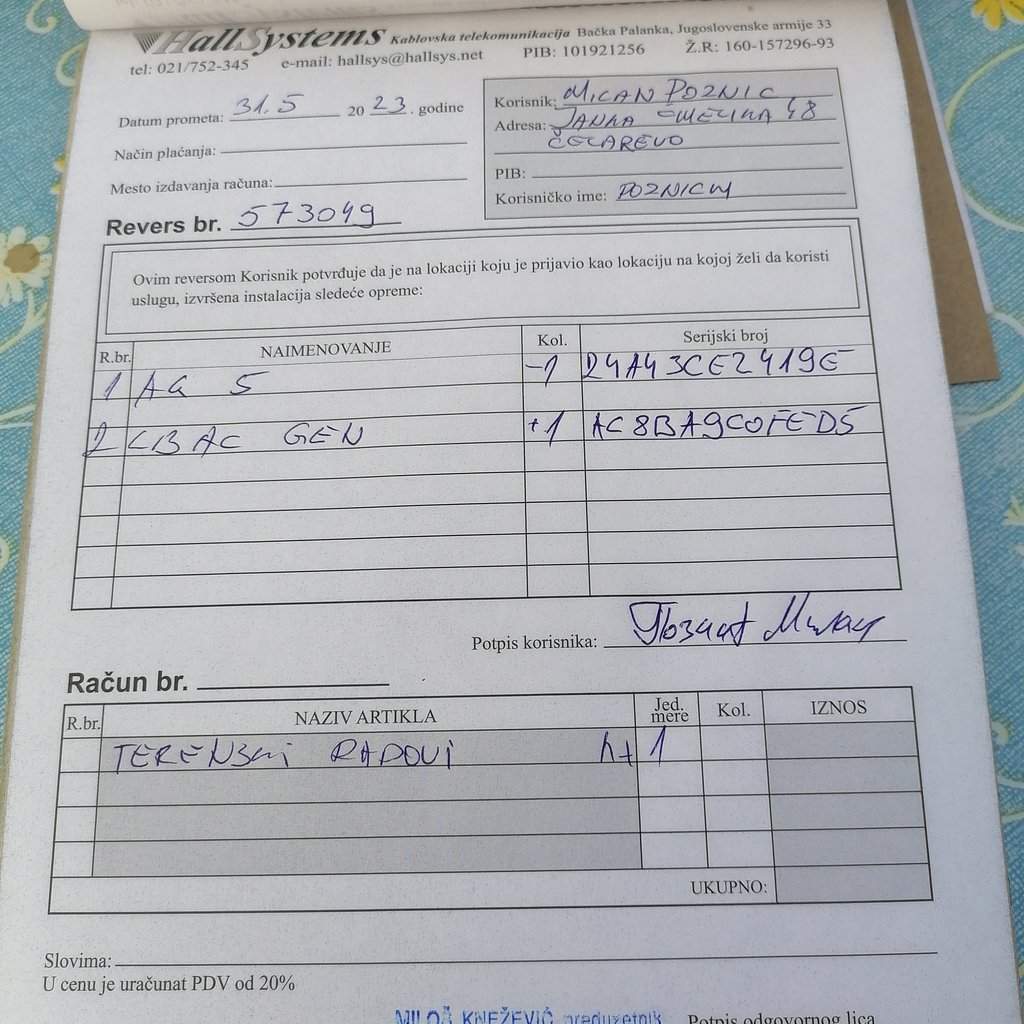 HallSystems Kablovska telekomunikacija Bačka Palanka, Jugoslovenske armije 33
tel: 021/752-345 e-mail: hallsys@hallsys.net PIB: 101921256 Ž.R: 160-157296-93
Datum prometa: 31.5 2023. godine
Način plaćanja:
Mesto izdavanja računa:
Revers br. 573049
Korisnik: MILAN POZNIC
Adresa: JANKA ČMELIKA 48
ČELAREVO
PIB:
Korisničko ime: POZNICM
Ovim reversom Korisnik potvrđuje da je na lokaciji koju je prijavio kao lokaciju na kojoj želi da koristi
uslugu, izvršena instalacija sledeće opreme:
R.br. NAIMENOVANJE Kol. Serijski broj
1 AG 5 -1 24A43CE2419E
2 LBAC GEN +1 AC8BA9C0FED5
Potpis korisnika:
Račun br.
R.br. NAZIV ARTIKLA Jed. mere Kol. IZNOS
TERENSKI RADOVI h+ 1
UKUPNO:
Slovima:
U cenu je uračunat PDV od 20%
MILOŠ KNEŽEVIĆ preduzetnik Potpis odgovornog lica